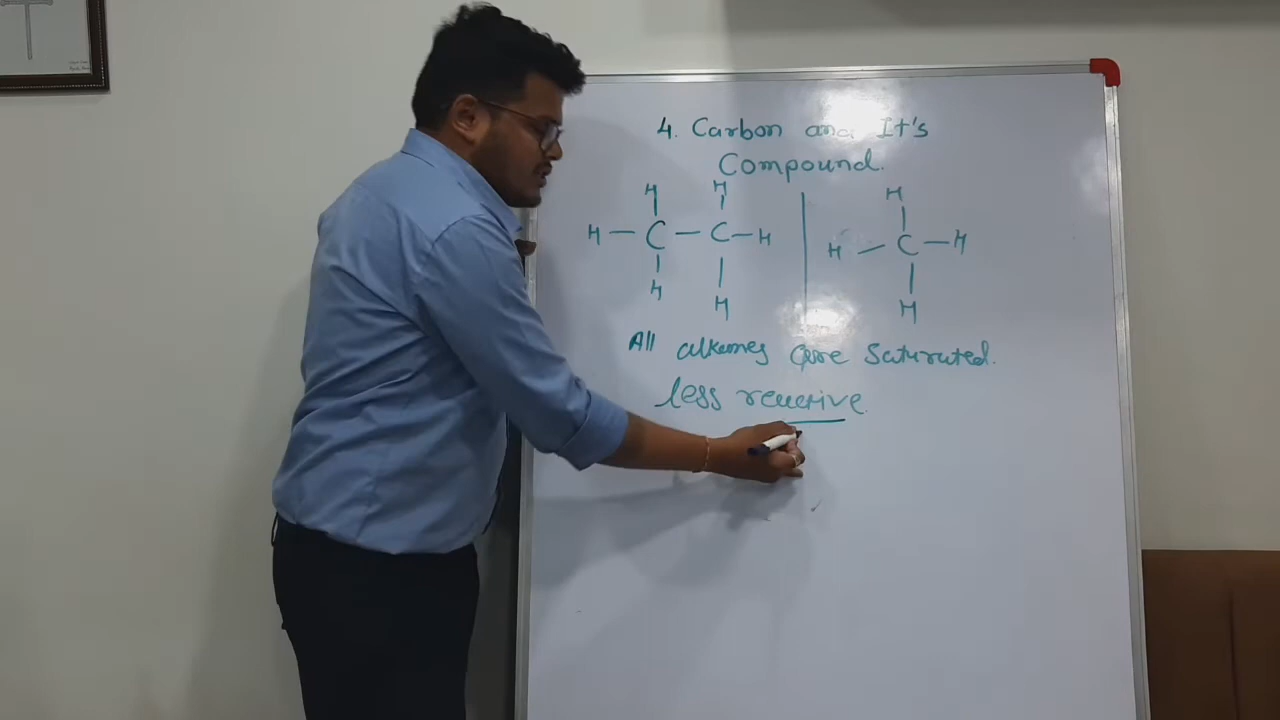 4. Carbon and It's
Compound.
H H
H — C — C — H
H H
H
H — C — H
H
All alkanes are Saturated.
less reactive.